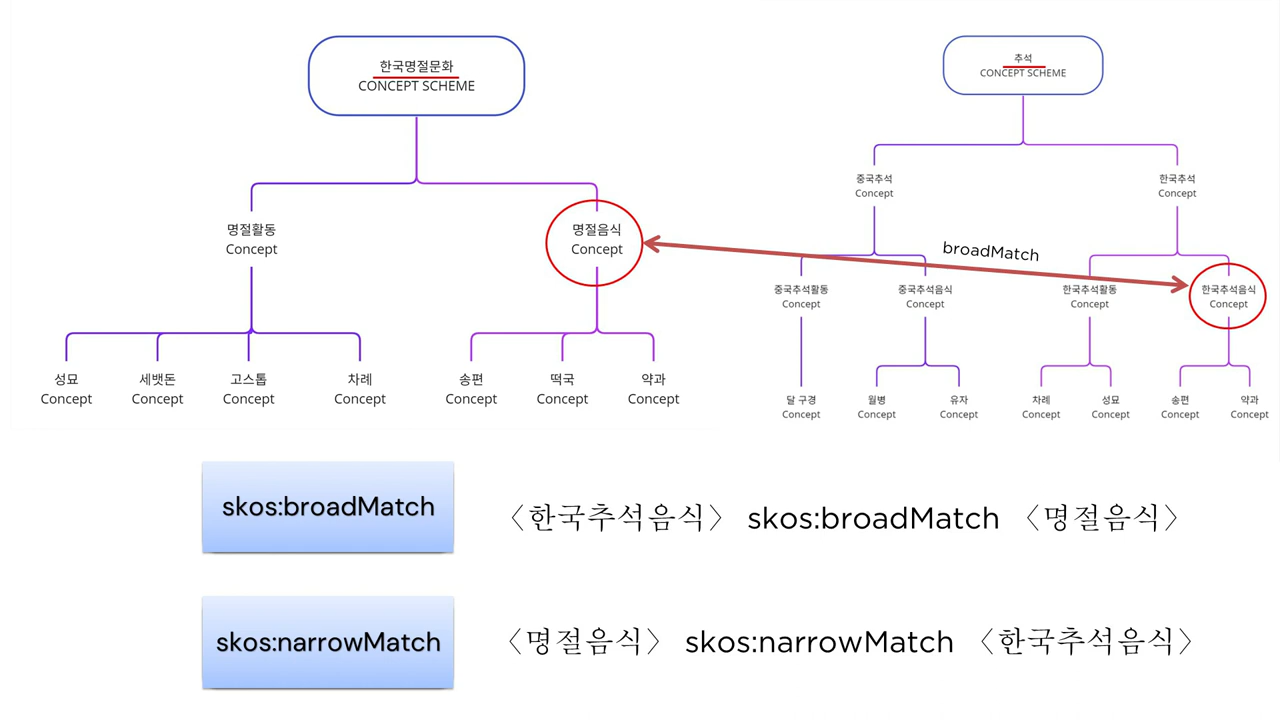 한국명절문화
CONCEPT SCHEME
명절활동
Concept
명절음식
Concept
성묘
Concept
세뱃돈
Concept
고스톱
Concept
차례
Concept
송편
Concept
떡국
Concept
약과
Concept
추석
CONCEPT SCHEME
중국추석
Concept
한국추석
Concept
broadMatch
중국추석활동
Concept
중국추석음식
Concept
한국추석활동
Concept
한국추석음식
Concept
달 구경
Concept
월병
Concept
유자
Concept
차례
Concept
성묘
Concept
송편
Concept
약과
Concept
skos:broadMatch
〈한국추석음식〉 skos:broadMatch 〈명절음식〉
skos:narrowMatch
〈명절음식〉 skos:narrowMatch 〈한국추석음식〉